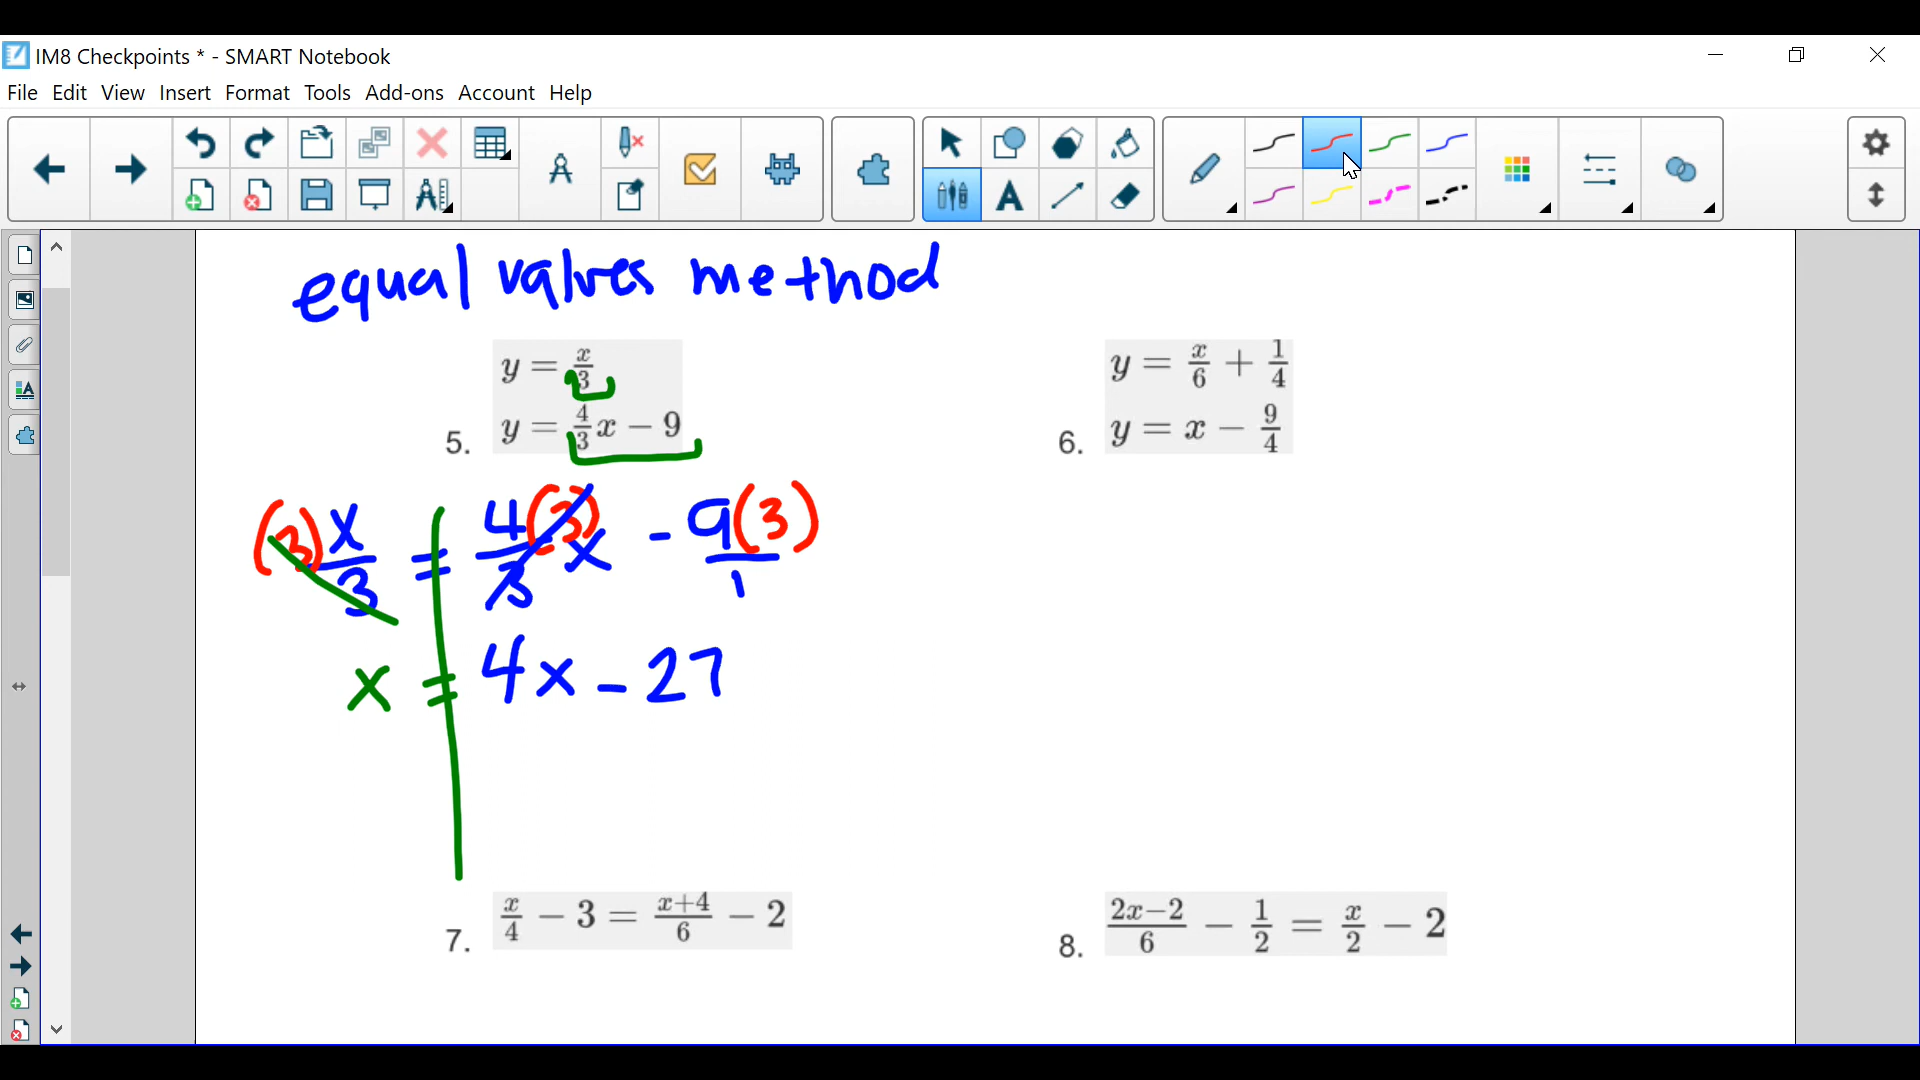 IM8 Checkpoints * - SMART Notebook
File Edit View Insert Format Tools Add-ons Account Help
equal valves method
5. y = x/3
y = 4/3 x − 9
6. y = x/6 + 1/4
y = x − 9/4
(3) x/3 = 4(3)/3 x - 9(3)/1
x = 4x - 27
7. x/4 − 3 = x+4/6 − 2
8. 2x−2/6 − 1/2 = x/2 − 2